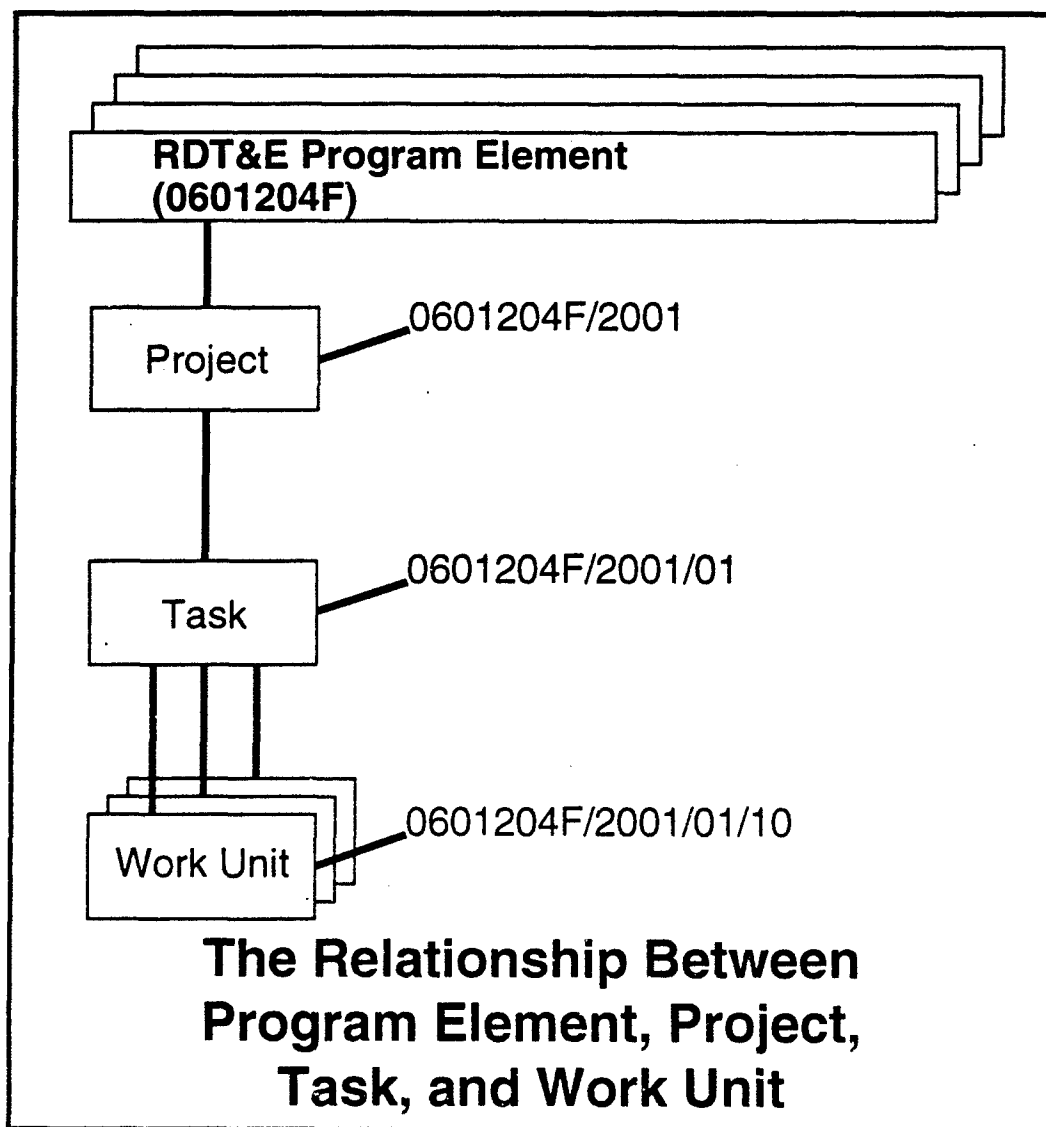 RDT&E Program Element
(0601204F)
Project
0601204F/2001
Task
0601204F/2001/01
Work Unit
0601204F/2001/01/10
The Relationship Between
Program Element, Project,
Task, and Work Unit